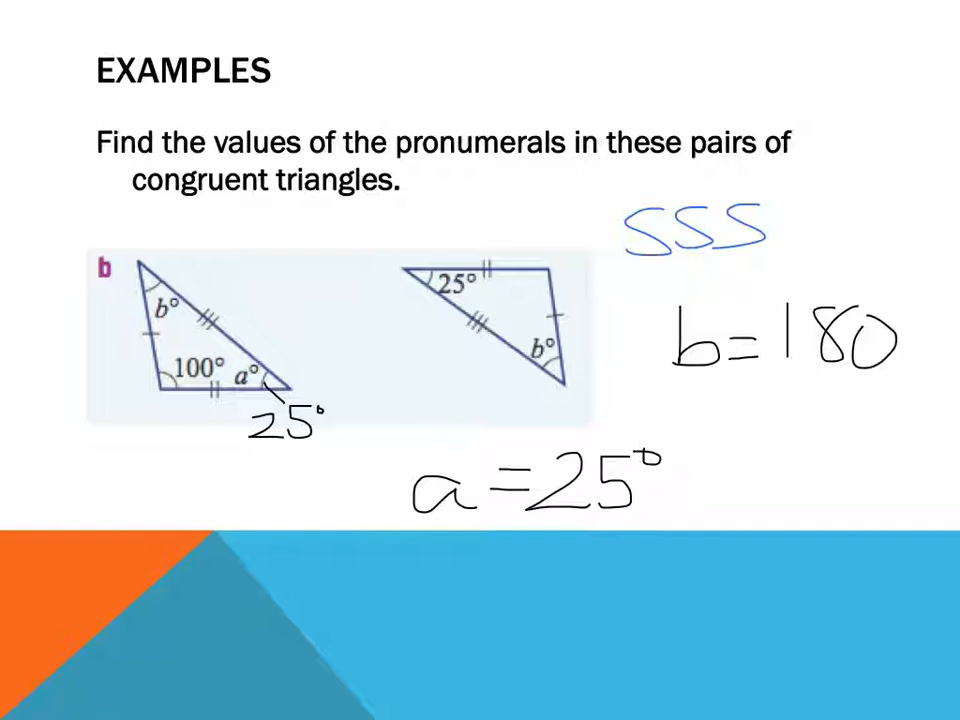 EXAMPLES
Find the values of the pronumerals in these pairs of
congruent triangles.
SSS
b
b°
100° a°
25°
25°
b°
b=180
a=25°